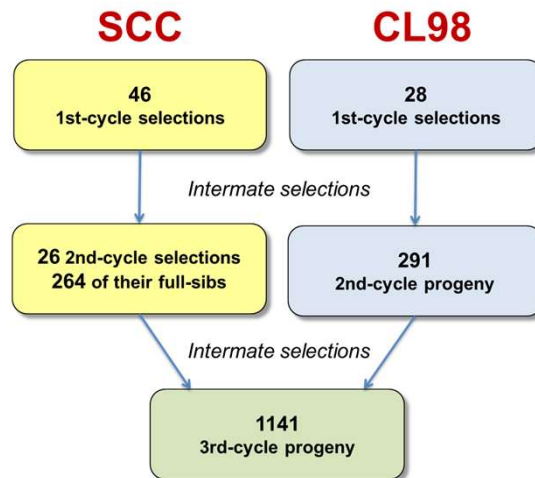 SCC
CL98
46
1st-cycle selections
28
1st-cycle selections
Intermate selections
26 2nd-cycle selections
264 of their full-sibs
291
2nd-cycle progeny
Intermate selections
1141
3rd-cycle progeny